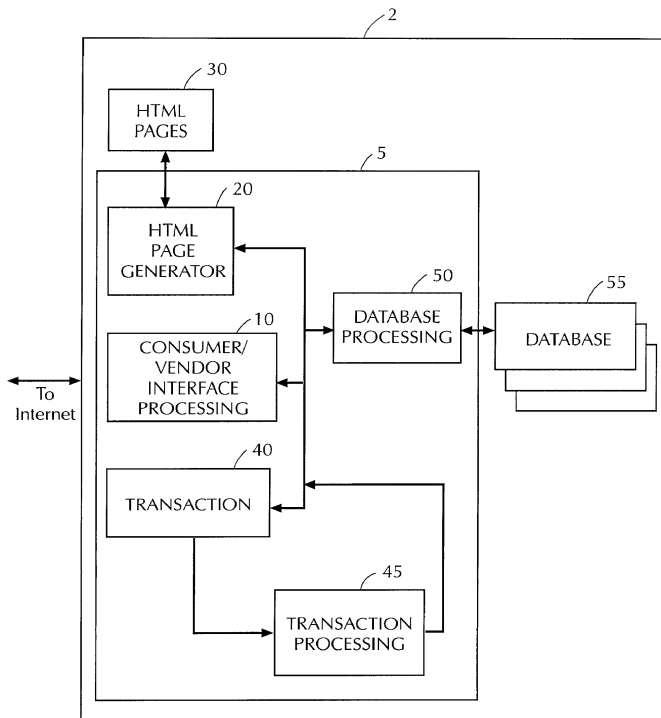 2
30
HTML
PAGES
5
20
HTML
PAGE
GENERATOR
50
DATABASE
PROCESSING
55
DATABASE
10
CONSUMER/
VENDOR
INTERFACE
PROCESSING
To
Internet
40
TRANSACTION
45
TRANSACTION
PROCESSING